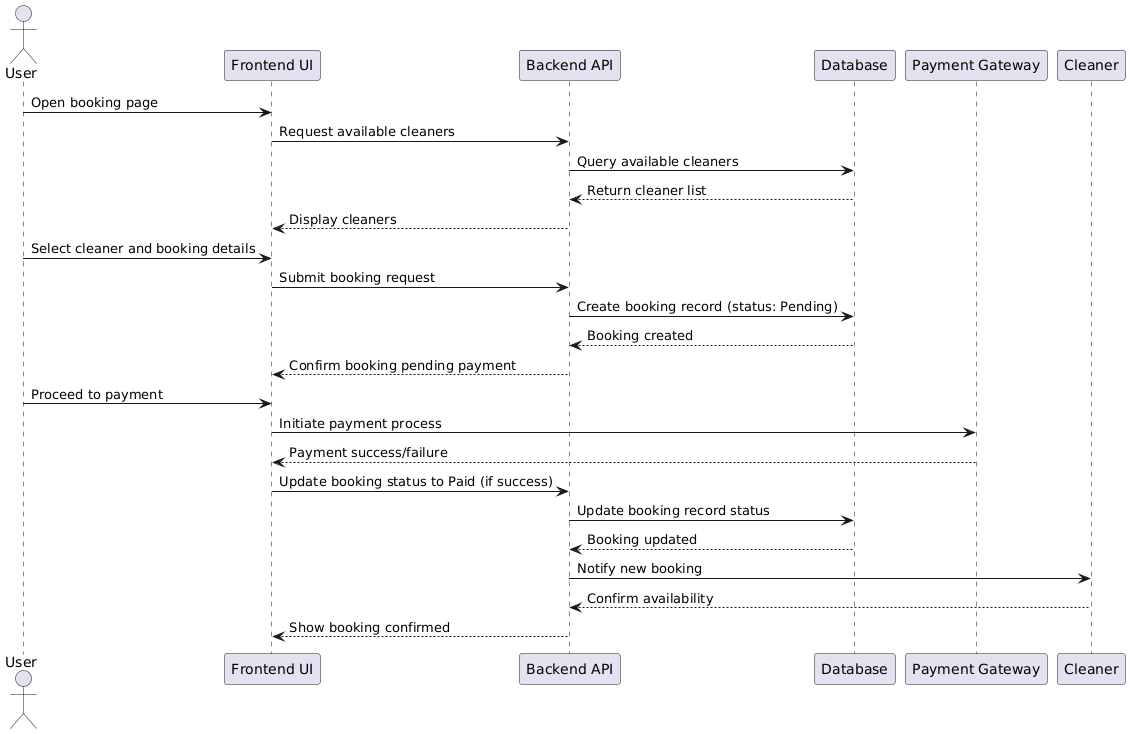 User
Frontend UI
Backend API
Database
Payment Gateway
Cleaner
Open booking page
Request available cleaners
Query available cleaners
Return cleaner list
Display cleaners
Select cleaner and booking details
Submit booking request
Create booking record (status: Pending)
Booking created
Confirm booking pending payment
Proceed to payment
Initiate payment process
Payment success/failure
Update booking status to Paid (if success)
Update booking record status
Booking updated
Notify new booking
Confirm availability
Show booking confirmed
User
Frontend UI
Backend API
Database
Payment Gateway
Cleaner